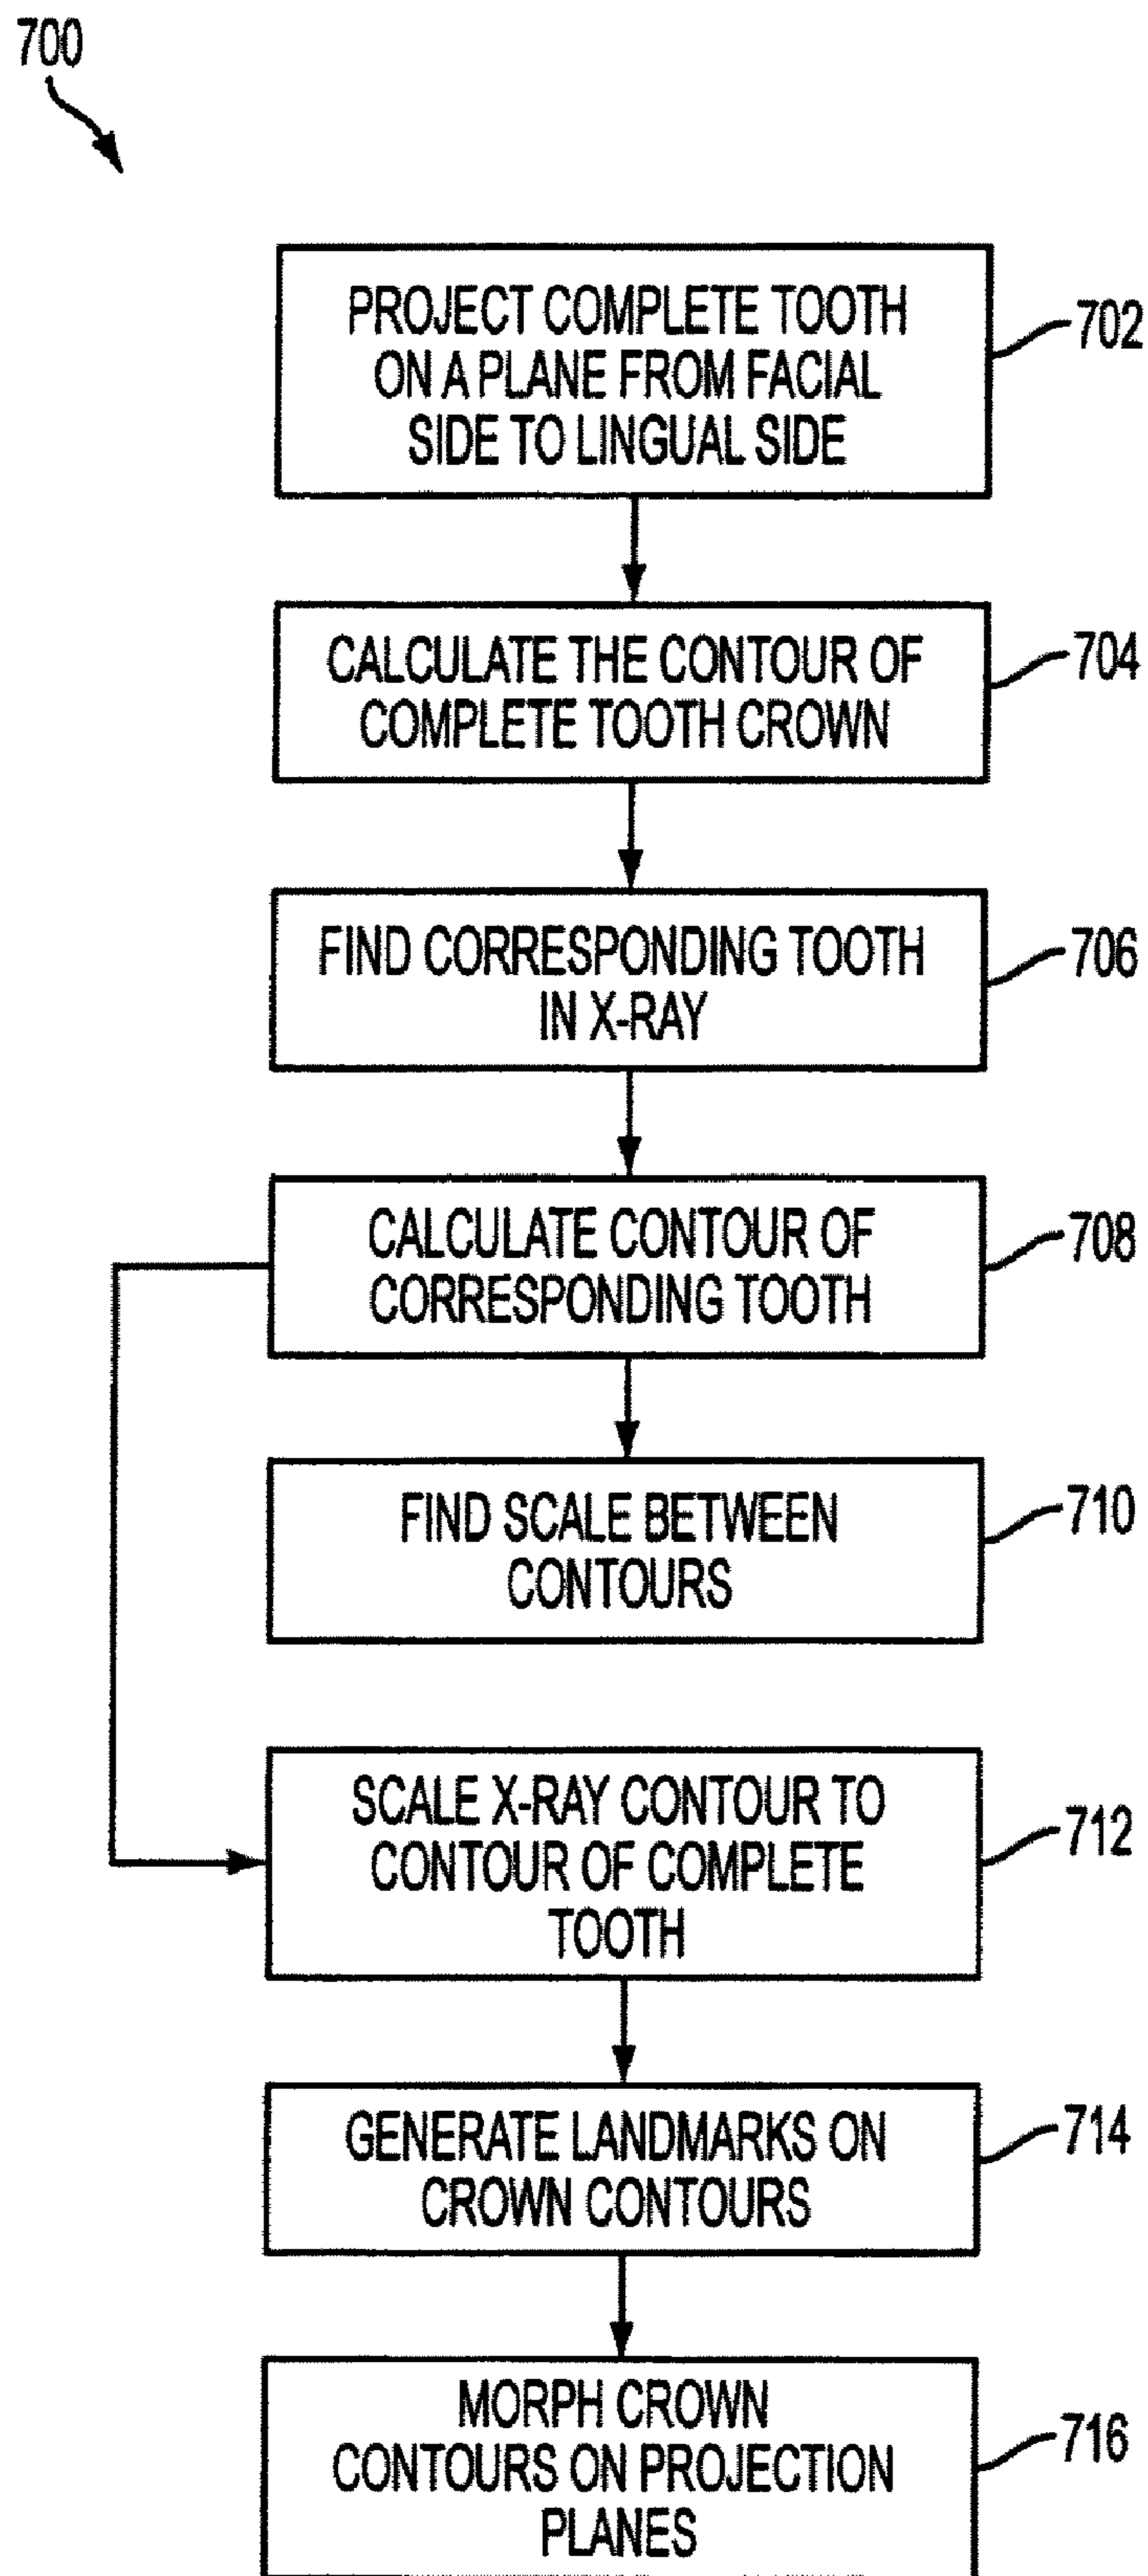 700
PROJECT COMPLETE TOOTH
ON A PLANE FROM FACIAL
SIDE TO LINGUAL SIDE
702
CALCULATE THE CONTOUR OF
COMPLETE TOOTH CROWN
704
FIND CORRESPONDING TOOTH
IN X-RAY
706
CALCULATE CONTOUR OF
CORRESPONDING TOOTH
708
FIND SCALE BETWEEN
CONTOURS
710
SCALE X-RAY CONTOUR TO
CONTOUR OF COMPLETE
TOOTH
712
GENERATE LANDMARKS ON
CROWN CONTOURS
714
MORPH CROWN
CONTOURS ON PROJECTION
PLANES
716